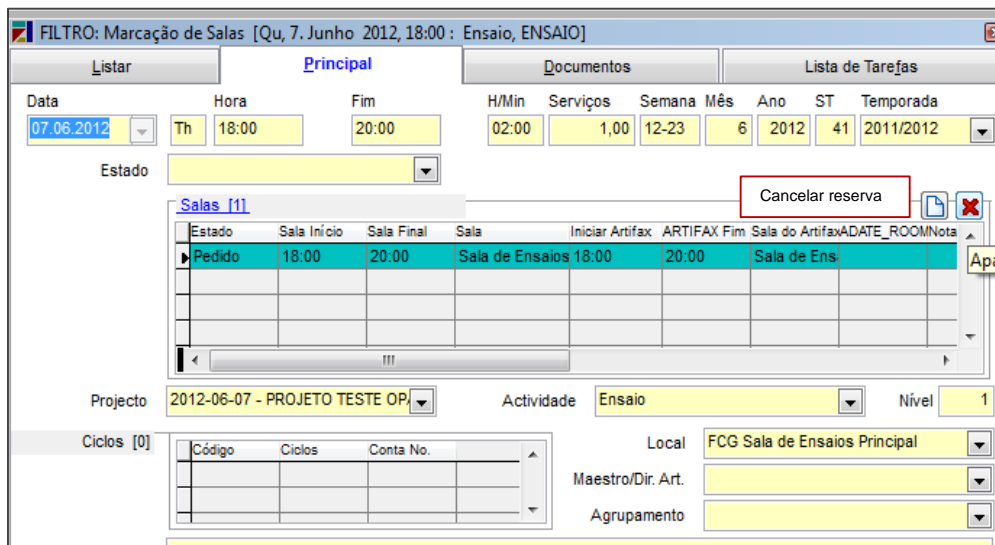 FILTRO: Marcação de Salas [Qu, 7. Junho 2012, 18:00 : Ensaio, ENSAIO]
Listar Principal Documentos Lista de Tarefas
Data Hora Fim H/Min Serviços Semana Mês Ano ST Temporada
07.06.2012 Th 18:00 20:00 02:00 1,00 12-23 6 2012 41 2011/2012
Estado
Cancelar reserva
Salas [1]
Estado Sala Início Sala Final Sala Iniciar Artifax ARTIFAX Fim Sala do Artifax ADATE_ROOM Nota
Pedido 18:00 20:00 Sala de Ensaios 18:00 20:00 Sala de Ens
Apa
Projecto 2012-06-07 - PROJETO TESTE OPA Actividade Ensaio Nível 1
Ciclos [0] Código Ciclos Conta No. Local FCG Sala de Ensaios Principal
Maestro/Dir. Art.
Agrupamento